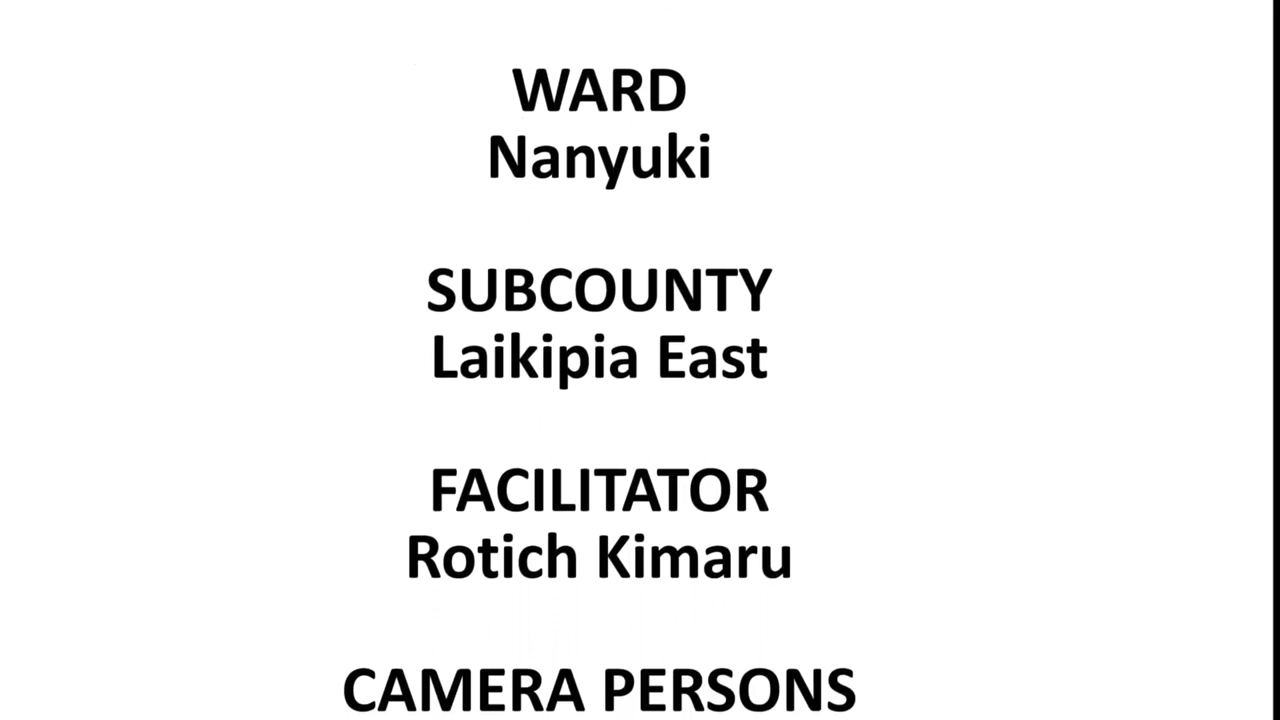 WARD
Nanyuki
SUBCOUNTY
Laikipia East
FACILITATOR
Rotich Kimaru
CAMERA PERSONS